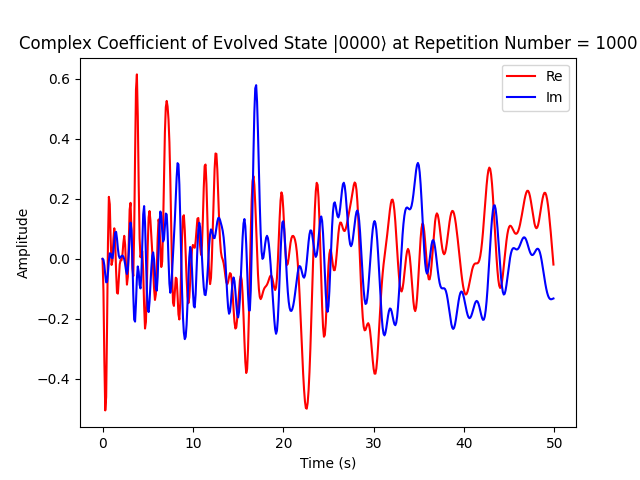 Complex Coefficient of Evolved State |0000⟩ at Repetition Number = 1000
Re
Im
0.6
0.4
0.2
0.0
−0.2
−0.4
Amplitude
0 10 20 30 40 50
Time (s)